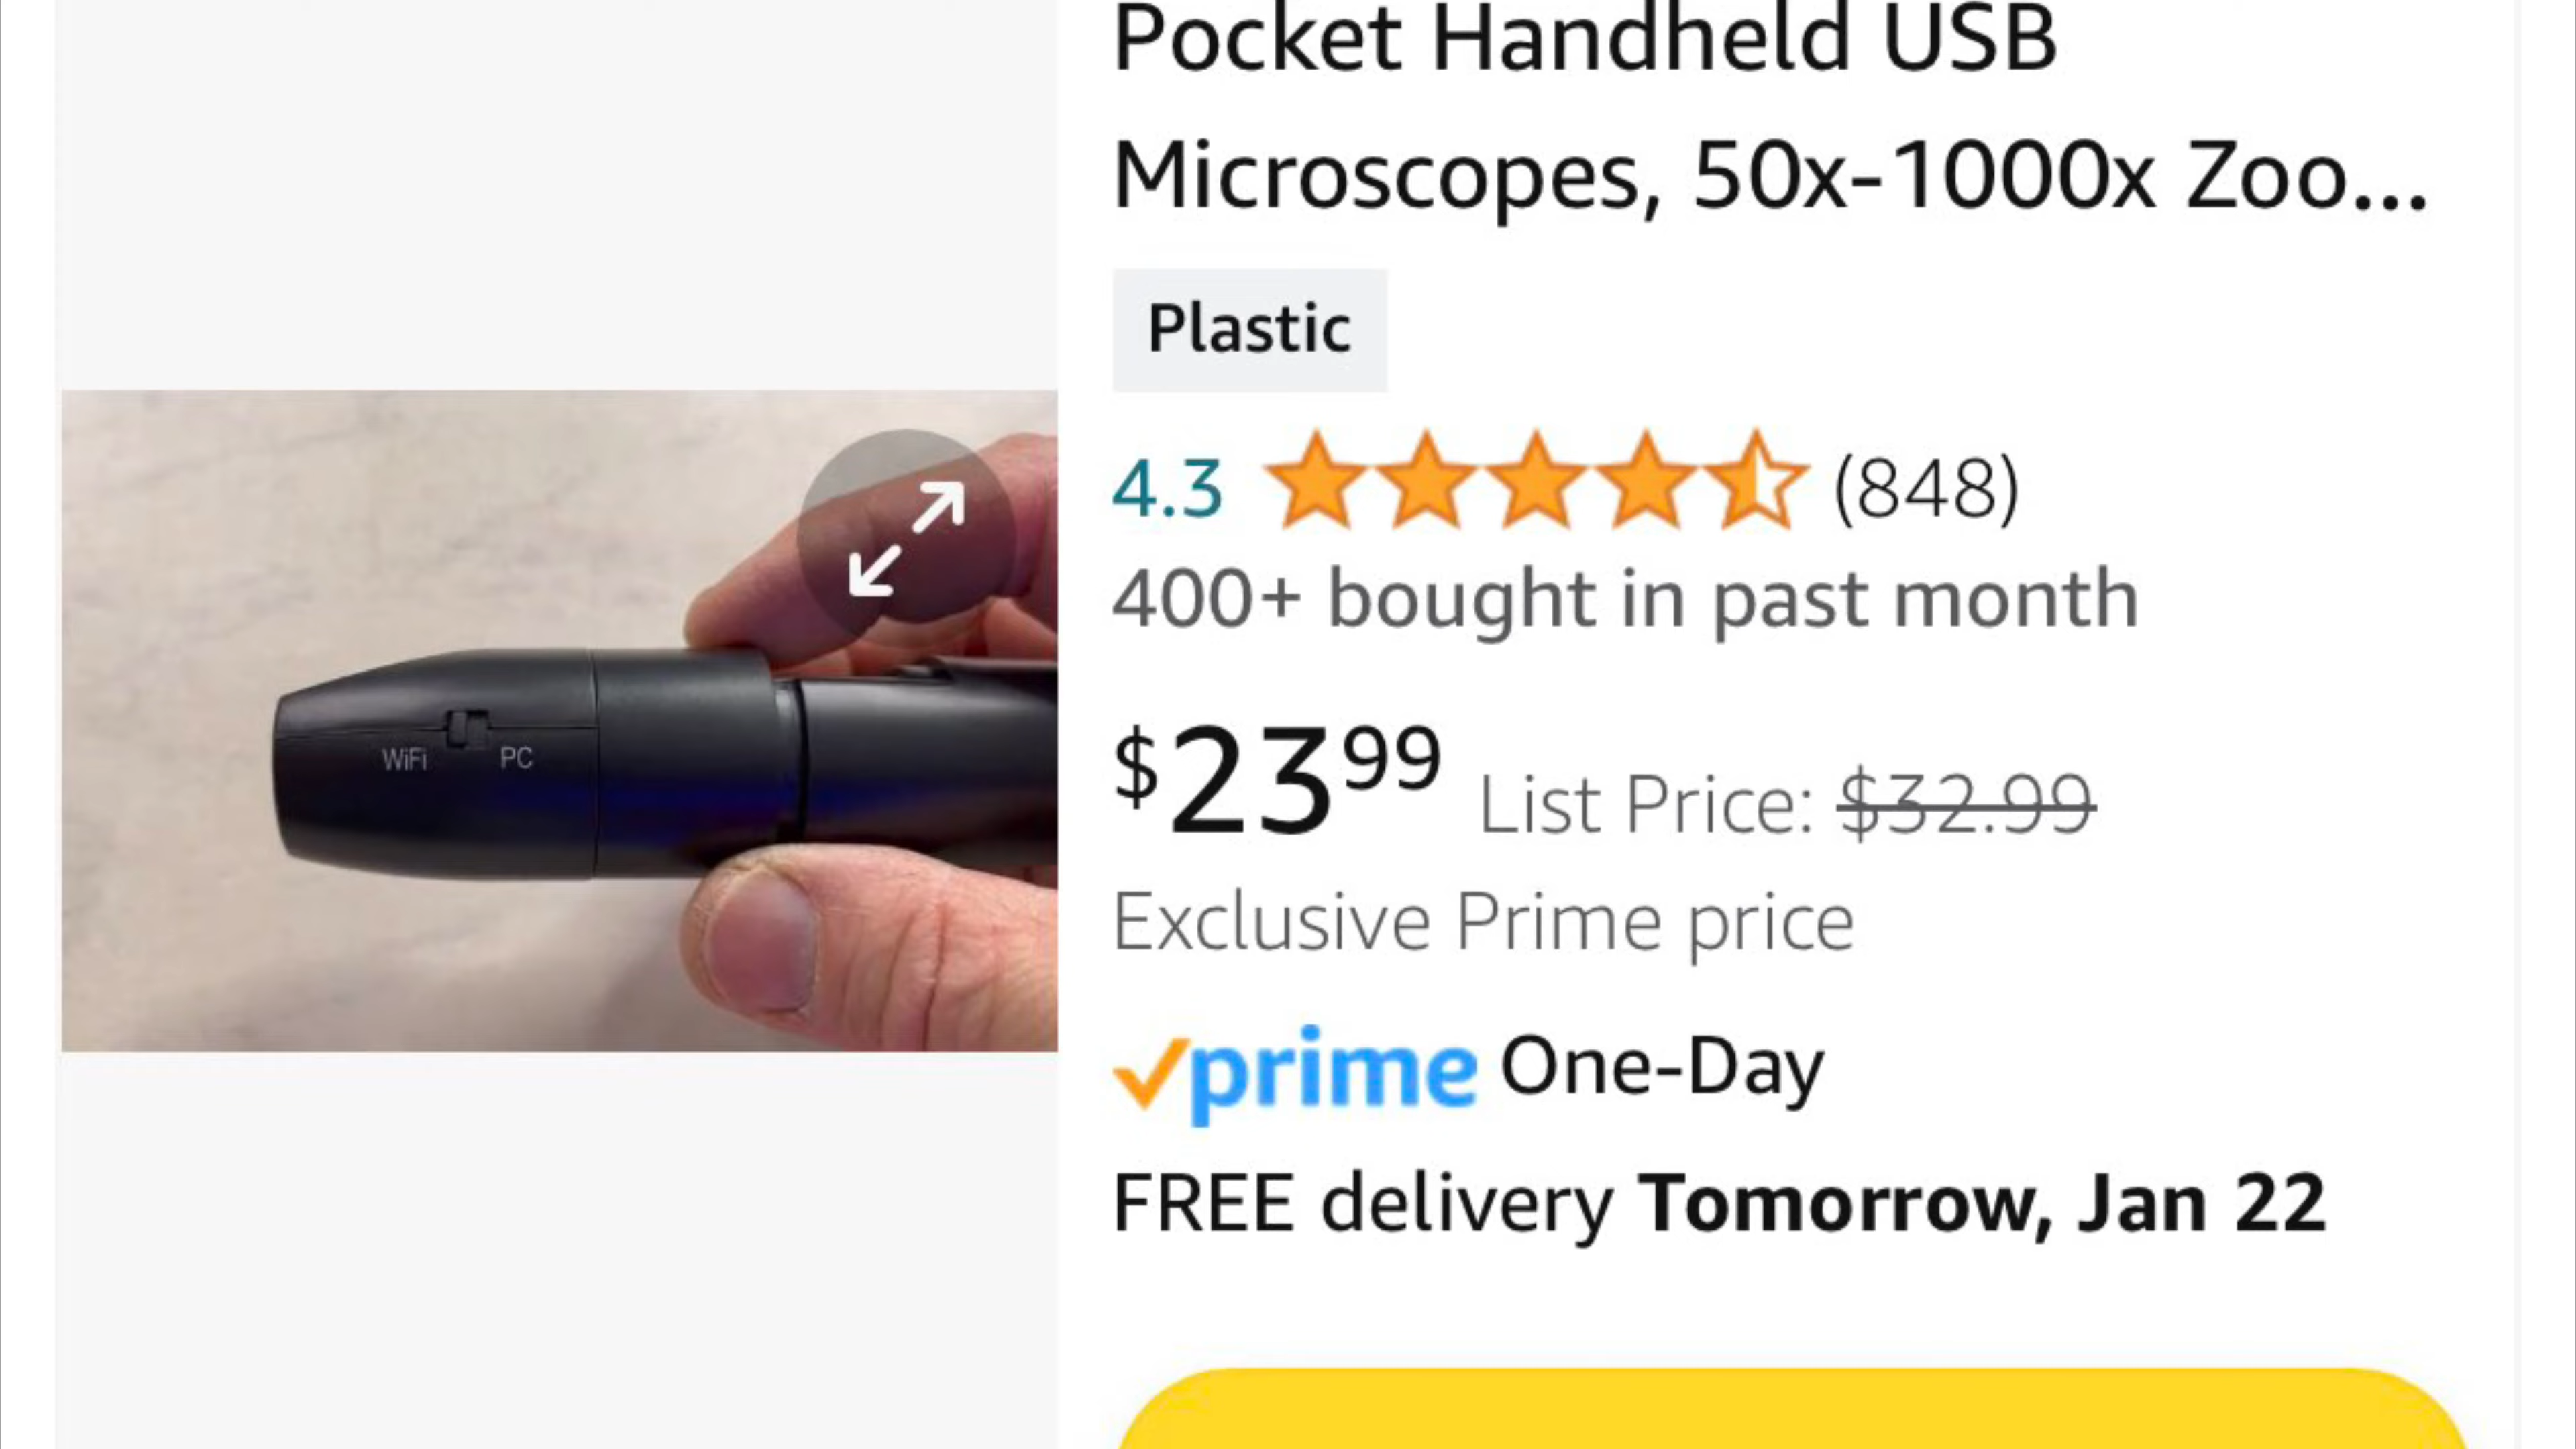 Pocket Handheld USB
Microscopes, 50x-1000x Zoo...
Plastic
4.3 (848)
400+ bought in past month
$23.99 List Price: $32.99
Exclusive Prime price
prime One-Day
FREE delivery Tomorrow, Jan 22
WiFi PC